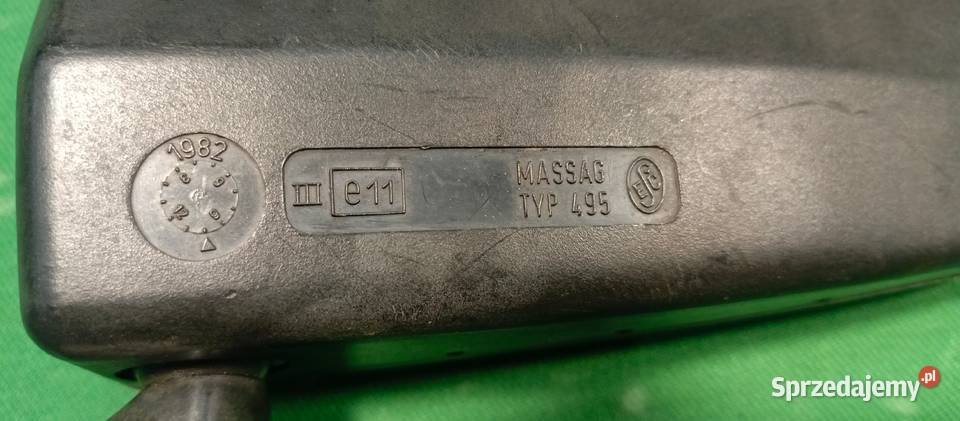 1982
III e11
MASSAG
TYP 495
Sprzedajemy.pl